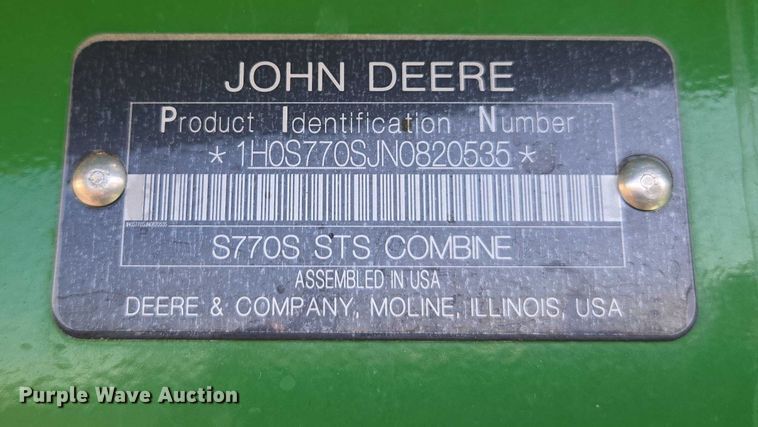 JOHN DEERE
Product Identification Number
*1H0S770SJN0820535*
1H0S770SJN0820535
S770S STS COMBINE
ASSEMBLED IN USA
DEERE & COMPANY, MOLINE, ILLINOIS, USA
Purple Wave Auction